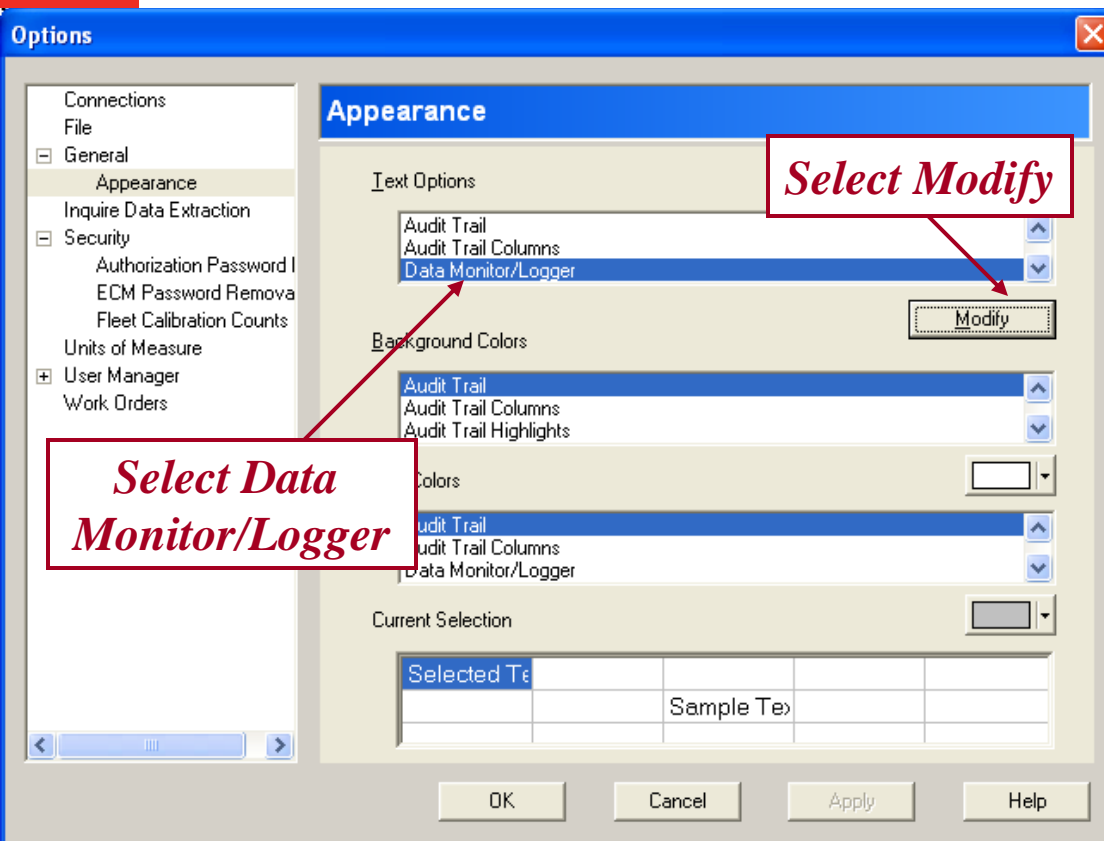 Options
Connections
File
General
Appearance
Inquire Data Extraction
Security
Authorization Password
ECM Password Remova
Fleet Calibration Counts
Units of Measure
User Manager
Work Orders
Appearance
Text Options
Select Modify
Audit Trail
Audit Trail Columns
Data Monitor/Logger
Modify
Background Colors
Audit Trail
Audit Trail Columns
Audit Trail Highlights
Select Data
Monitor/Logger
Colors
Audit Trail
Audit Trail Columns
Data Monitor/Logger
Current Selection
Selected Te
Sample Te
OK
Cancel
Apply
Help